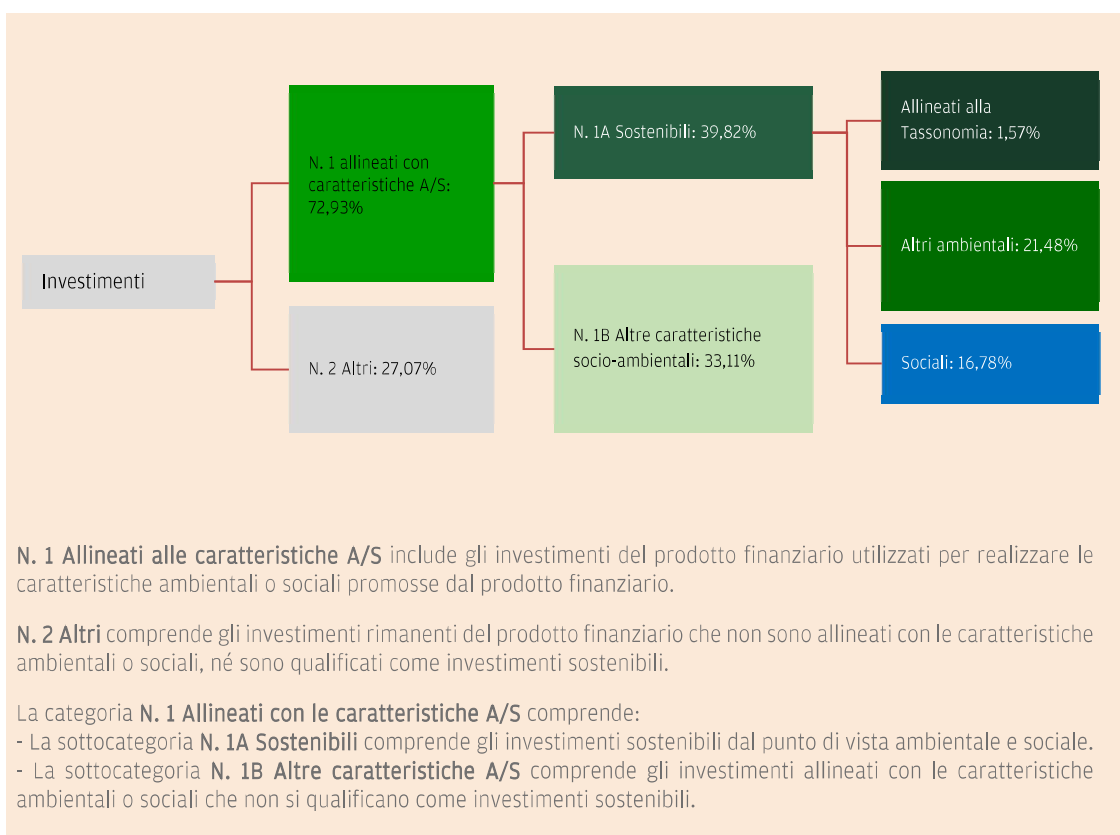 Investimenti
N. 1 allineati con
caratteristiche A/S:
72,93%
N. 2 Altri: 27,07%
N. 1A Sostenibili: 39,82%
N. 1B Altre caratteristiche
socio-ambientali: 33,11%
Allineati alla
Tassonomia: 1,57%
Altri ambientali: 21,48%
Sociali: 16,78%
N. 1 Allineati alle caratteristiche A/S include gli investimenti del prodotto finanziario utilizzati per realizzare le
caratteristiche ambientali o sociali promosse dal prodotto finanziario.
N. 2 Altri comprende gli investimenti rimanenti del prodotto finanziario che non sono allineati con le caratteristiche
ambientali o sociali, né sono qualificati come investimenti sostenibili.
La categoria N. 1 Allineati con le caratteristiche A/S comprende:
- La sottocategoria N. 1A Sostenibili comprende gli investimenti sostenibili dal punto di vista ambientale e sociale.
- La sottocategoria N. 1B Altre caratteristiche A/S comprende gli investimenti allineati con le caratteristiche
ambientali o sociali che non si qualificano come investimenti sostenibili.